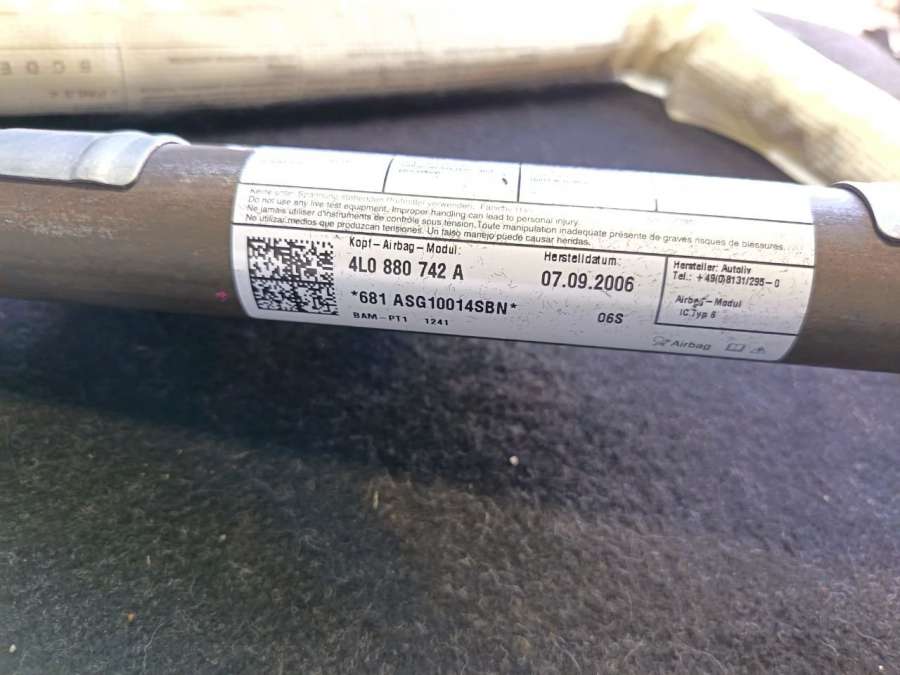 B C D E
Do not use any live test equipment. Improper handling can lead to personal injury.
Ne jamais utiliser d'instruments de contrôle sous tension. Toute manipulation inadequate présente de graves risques de blessures.
No utilizar medios que produzcan tensiones. Un falso manejo puede causar heridas.
Kopf-Airbag-Modul:
4L0 880 742 A
*681 ASG10014SBN*
BAM-PT1 1241
Herstelldatum:
07.09.2006
06S
Hersteller: Autoliv
Tel.: +49(0)8131/295-0
Airbag-Modul
IC.Typ 6
Airbag